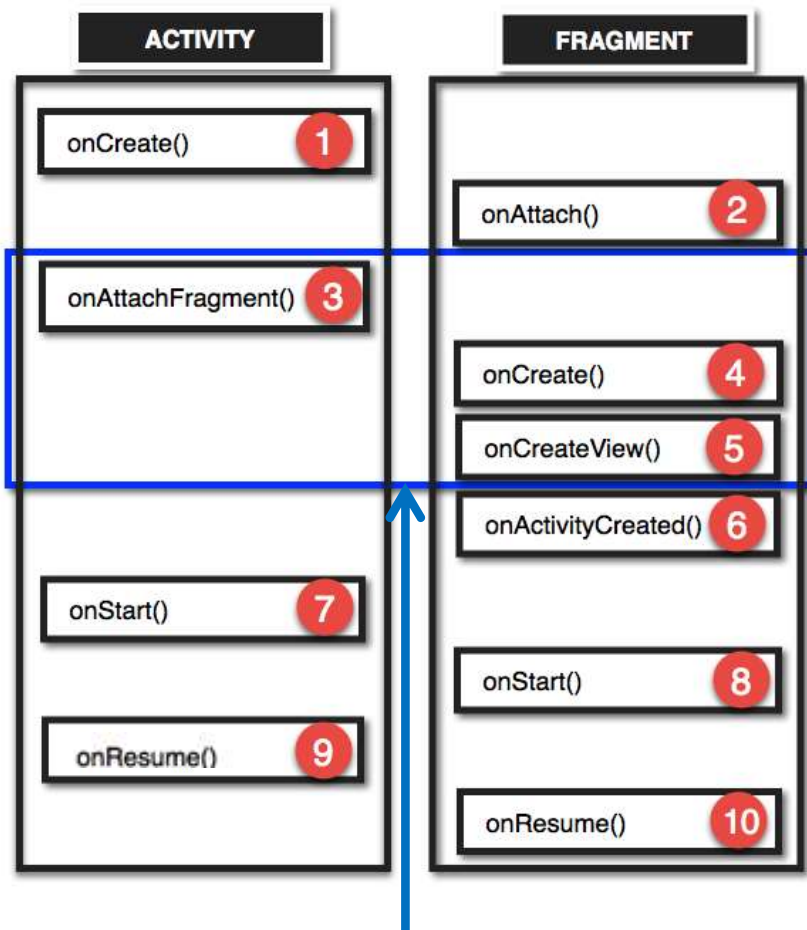 ACTIVITY
FRAGMENT
onCreate() 1
onAttach() 2
onAttachFragment() 3
onCreate() 4
onCreateView() 5
onActivityCreated() 6
onStart() 7
onStart() 8
onResume() 9
onResume() 10